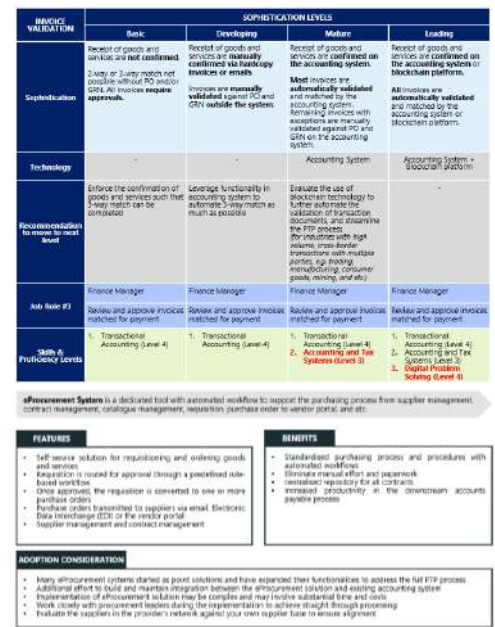 INVOICE VALIDATION
SOPHISTICATION LEVELS
Basic
Developing
Mature
Leading
Sophistication
Receipt of goods and
services are not confirmed.
2-way or 3-way match not
possible without PO and/or
GRN. All invoices require
approvals.
Receipt of goods and
services are manually
confirmed via hardcopy
invoices or emails.
Invoices are manually
validated against PO and
GRN outside the system.
Receipt of goods and
services are confirmed on
the accounting system.
Most invoices are
automatically validated
and matched by the
accounting system.
Remaining invoices with
exceptions are manually
validated against PO and
GRN on the accounting
system.
Receipt of goods and
services are confirmed on
the accounting system or
blockchain platform.
All invoices are
automatically validated
and matched by the
accounting system or
blockchain platform.
Technology
-
-
Accounting System
Accounting System +
Blockchain platform
Recommendation
to move to next
level
Enforce the confirmation of
goods and services such that
3-way match can be
completed
Leverage functionality in
accounting system to
automate 3-way match as
much as possible
Evaluate the use of
blockchain technology to
further automate the
validation of transaction
documents, and streamline
the PTP process
(for industries with high
volume, cross-border
transactions with multiple
parties, e.g. trading,
manufacturing, consumer
goods, mining, and etc.)
-
Job Role #3
Finance Manager
Review and approve invoices
matched for payment
Finance Manager
Review and approve invoices
matched for payment
Finance Manager
Review and approve invoices
matched for payment
Finance Manager
Review and approve invoices
matched for payment
Skills &
Proficiency Levels
1. Transactional
Accounting (Level 4)
1. Transactional
Accounting (Level 4)
1. Transactional
Accounting (Level 4)
2. Accounting and Tax
Systems (Level 3)
1. Transactional
Accounting (Level 4)
2. Accounting and Tax
Systems (Level 3)
3. Digital Problem
Solving (Level 4)
eProcurement System is a dedicated tool with automated workflow to support the purchasing process from supplier management,
contract management, catalogue management, requisition, purchase order to vendor portal, and etc.
FEATURES
• Self-service solution for requisitioning and ordering goods
and services
• Requisition is routed for approval through a predefined rule-
based workflow
• Once approved, the requisition is converted to one or more
purchase orders
• Purchase orders transmitted to suppliers via email, Electronic
Data Interchange (EDI) or the vendor portal
• Supplier management and contract management
BENEFITS
• Standardised purchasing process and procedures with
automated workflows
• Eliminate manual effort and paperwork
• Centralised repository for all contracts
• Increased productivity in the downstream accounts
payable process
ADOPTION CONSIDERATION
• Many eProcurement systems started as point solutions and have expanded their functionalities to address the full PTP process
• Additional effort to build and maintain integration between the eProcurement solution and existing accounting system
• Implementation of eProcurement solution may be complex and may involve substantial time and costs
• Work closely with procurement leaders during the implementation to achieve straight through processing
• Evaluate the suppliers in the provider's network against your own supplier base to ensure alignment